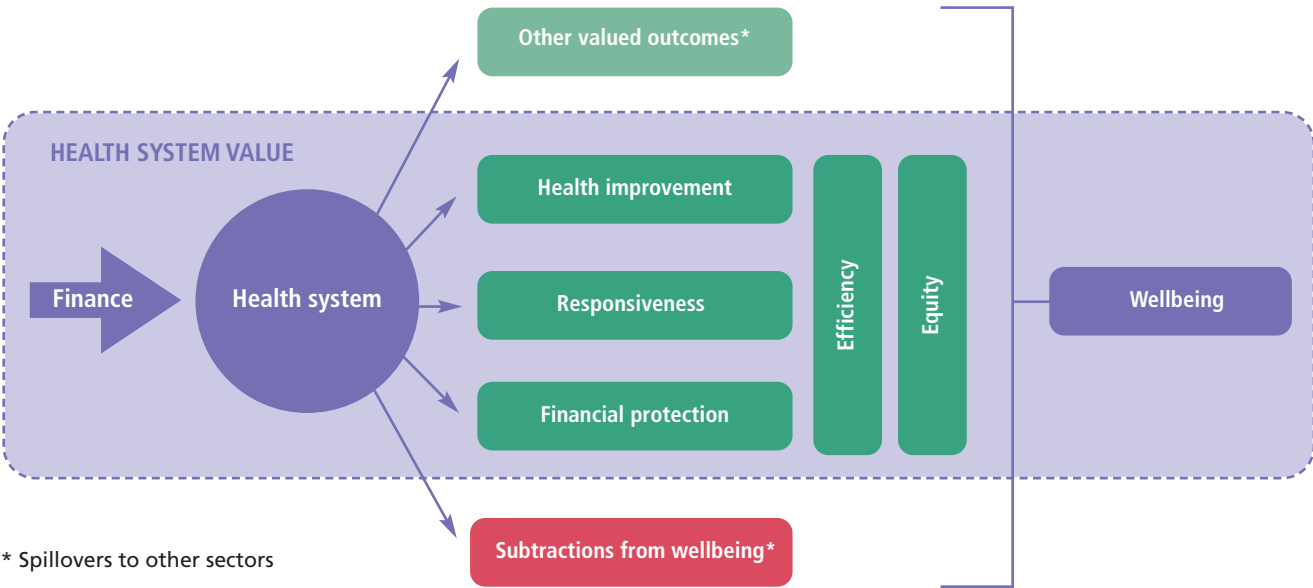 Other valued outcomes*
HEALTH SYSTEM VALUE
Finance
Health system
Health improvement
Responsiveness
Financial protection
Efficiency
Equity
Wellbeing
Subtractions from wellbeing*
* Spillovers to other sectors